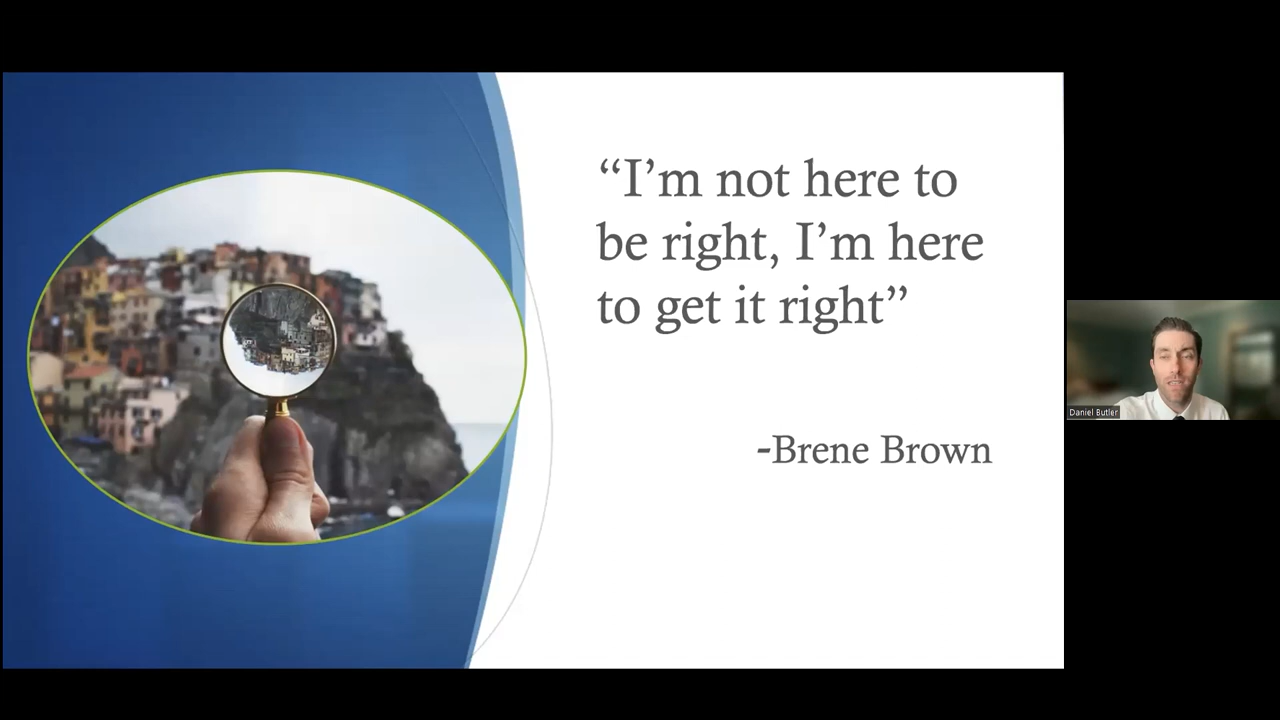 “I’m not here to
be right, I’m here
to get it right”
-Brene Brown
Daniel Butler